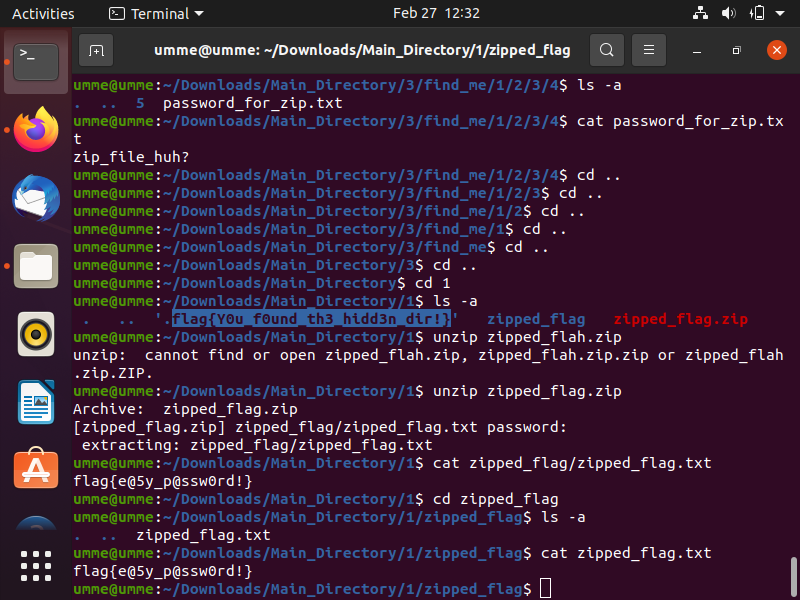 Activities Terminal Feb 27 12:32
umme@umme: ~/Downloads/Main_Directory/1/zipped_flag
umme@umme:~/Downloads/Main_Directory/3/find_me/1/2/3/4$ ls -a
. .. 5 password_for_zip.txt
umme@umme:~/Downloads/Main_Directory/3/find_me/1/2/3/4$ cat password_for_zip.tx
t
zip_file_huh?
umme@umme:~/Downloads/Main_Directory/3/find_me/1/2/3/4$ cd ..
umme@umme:~/Downloads/Main_Directory/3/find_me/1/2/3$ cd ..
umme@umme:~/Downloads/Main_Directory/3/find_me/1/2$ cd ..
umme@umme:~/Downloads/Main_Directory/3/find_me/1$ cd ..
umme@umme:~/Downloads/Main_Directory/3/find_me$ cd ..
umme@umme:~/Downloads/Main_Directory/3$ cd ..
umme@umme:~/Downloads/Main_Directory$ cd 1
umme@umme:~/Downloads/Main_Directory/1$ ls -a
. .. '.flag{Y0u_f0und_th3_hidd3n_dir!}' zipped_flag zipped_flag.zip
umme@umme:~/Downloads/Main_Directory/1$ unzip zipped_flah.zip
unzip: cannot find or open zipped_flah.zip, zipped_flah.zip.zip or zipped_flah
.zip.ZIP.
umme@umme:~/Downloads/Main_Directory/1$ unzip zipped_flag.zip
Archive: zipped_flag.zip
[zipped_flag.zip] zipped_flag/zipped_flag.txt password:
extracting: zipped_flag/zipped_flag.txt
umme@umme:~/Downloads/Main_Directory/1$ cat zipped_flag/zipped_flag.txt
flag{e@5y_p@ssw0rd!}
umme@umme:~/Downloads/Main_Directory/1$ cd zipped_flag
umme@umme:~/Downloads/Main_Directory/1/zipped_flag$ ls -a
. .. zipped_flag.txt
umme@umme:~/Downloads/Main_Directory/1/zipped_flag$ cat zipped_flag.txt
flag{e@5y_p@ssw0rd!}
umme@umme:~/Downloads/Main_Directory/1/zipped_flag$